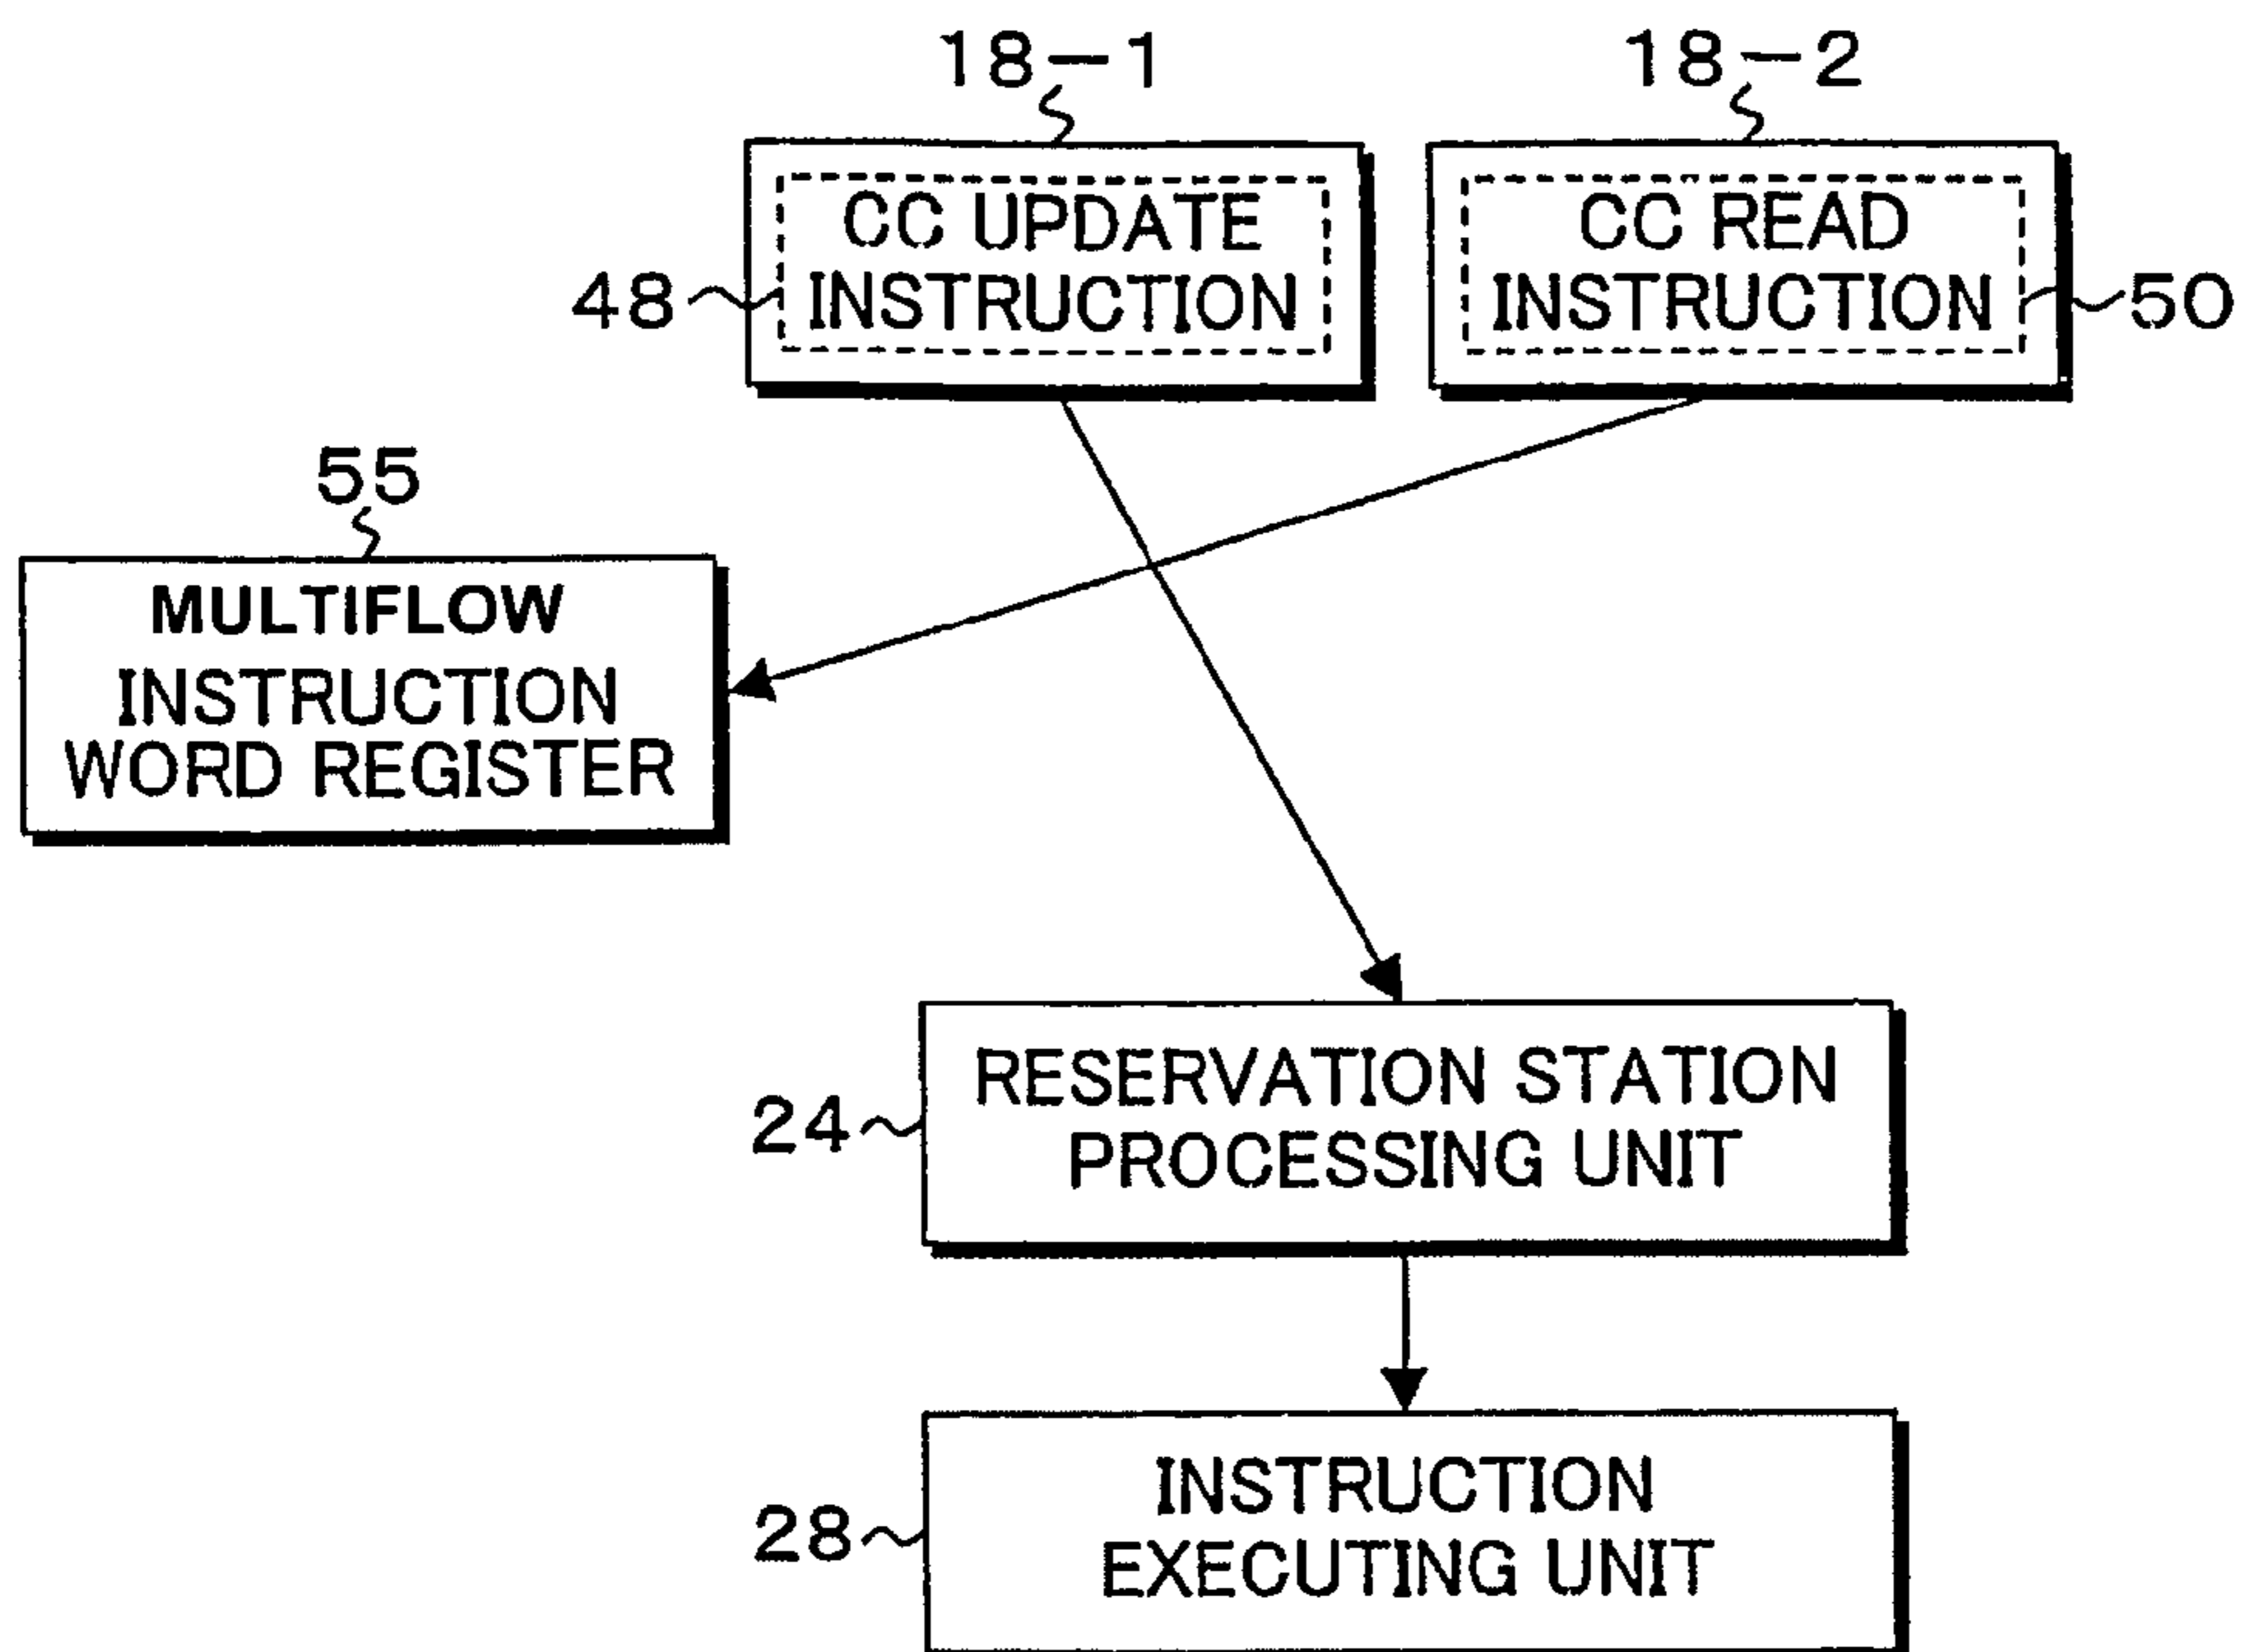 18-1
18-2
CC UPDATE
INSTRUCTION
48
CC READ
INSTRUCTION
50
55
MULTIFLOW
INSTRUCTION
WORD REGISTER
24
RESERVATION STATION
PROCESSING UNIT
28
INSTRUCTION
EXECUTING UNIT